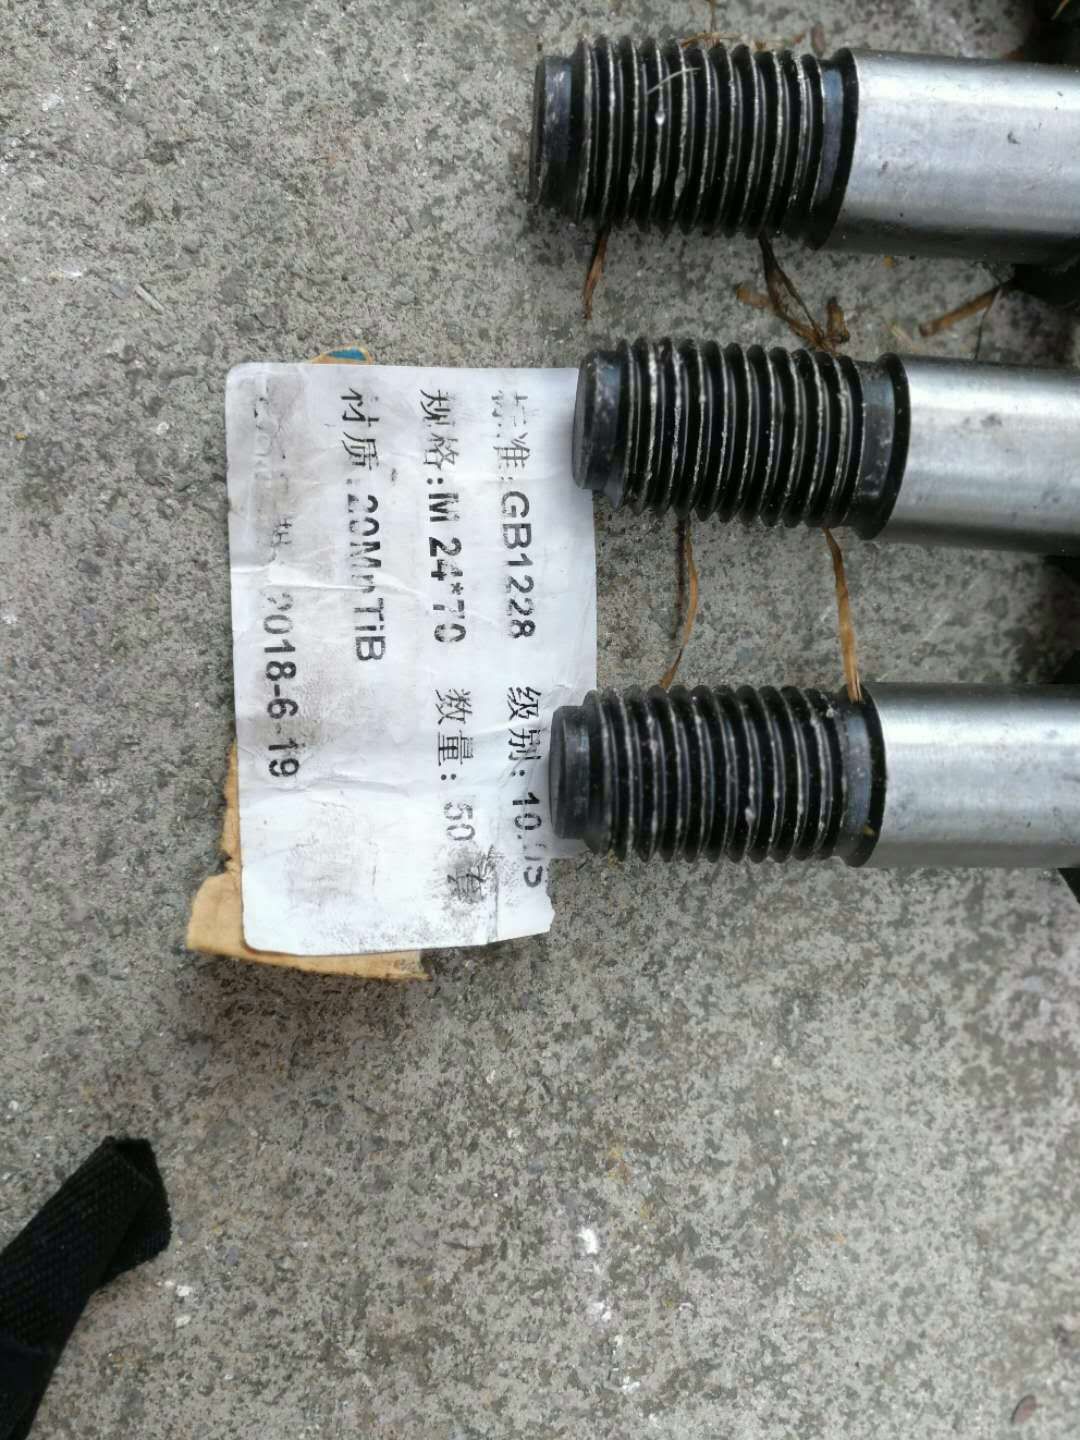 标准:GB1228 级别:10.9S
规格:M 24*70 数量:50 套
材质:20MnTiB
2018-6-19